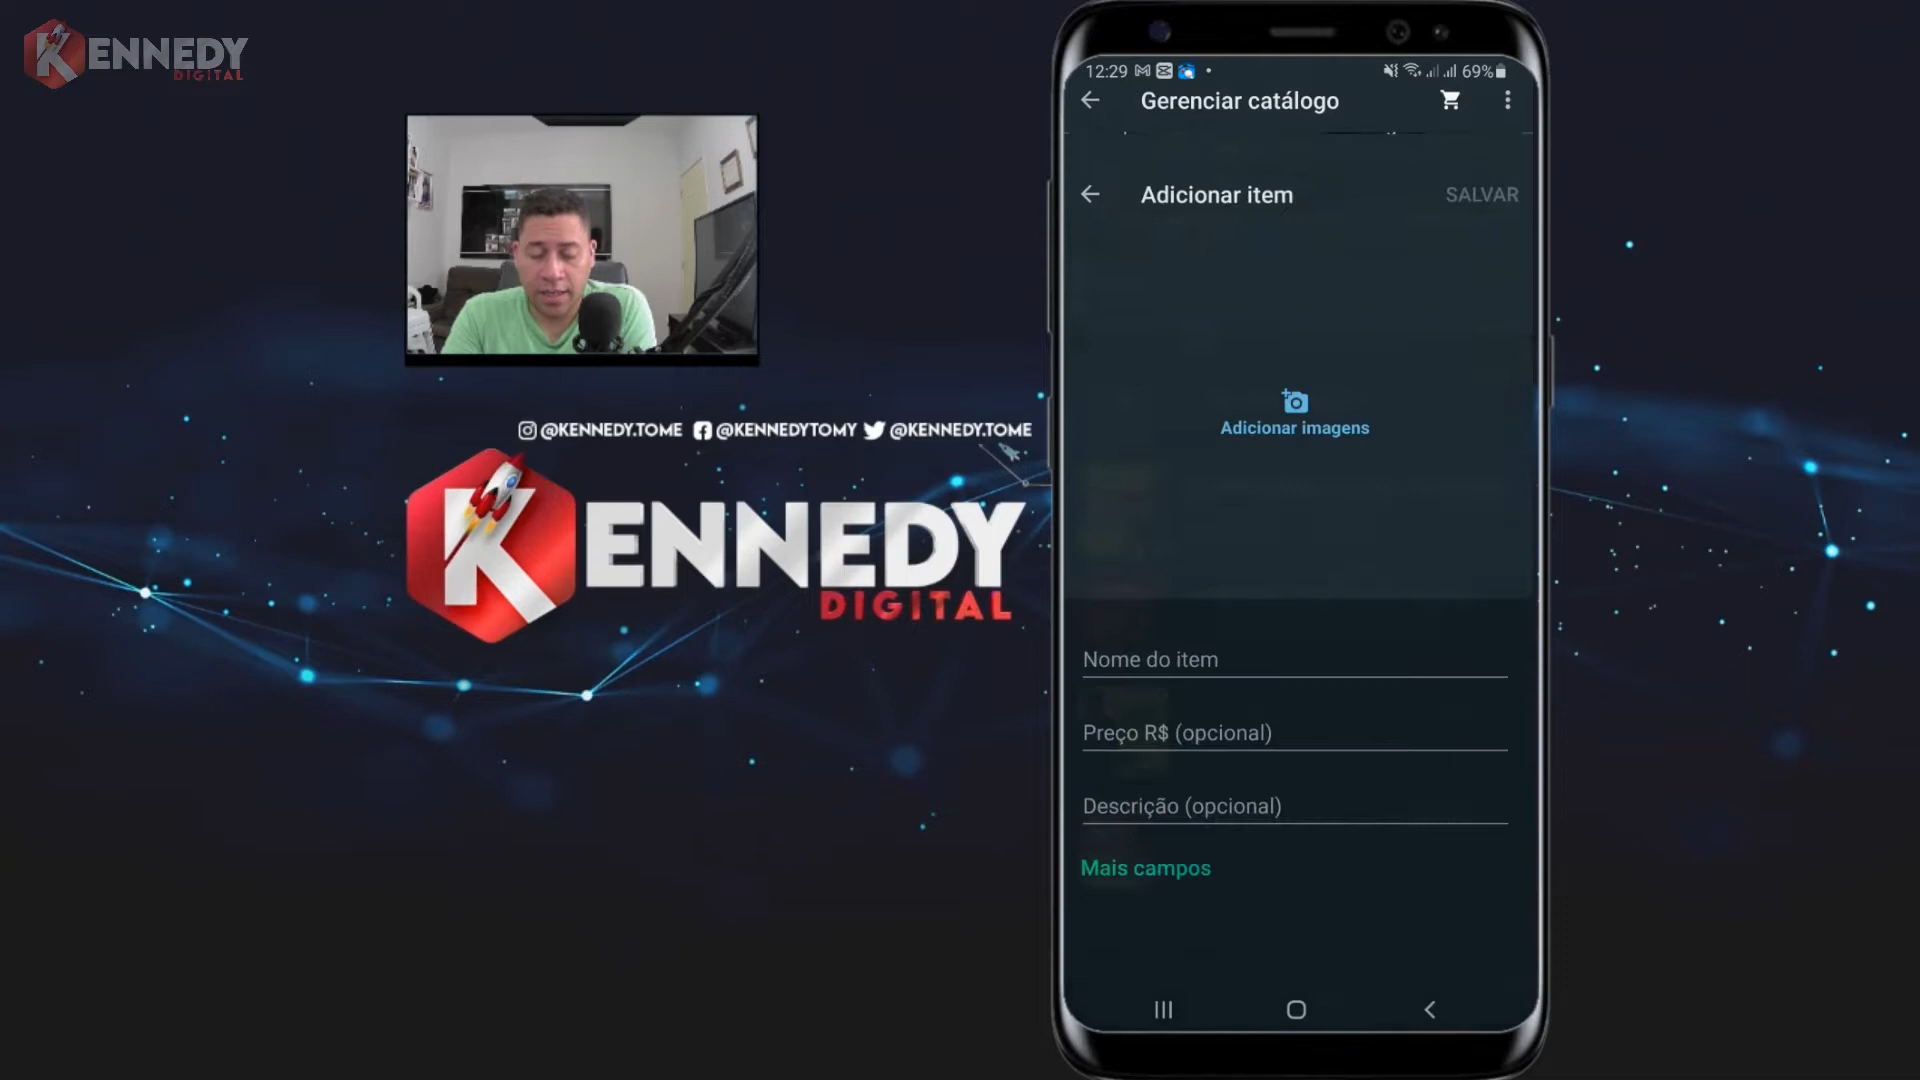 KENNEDY
DIGITAL
@KENNEDY.TOME @KENNEDYTOMY @KENNEDY.TOME
KENNEDY
DIGITAL
12:29 69%
Gerenciar catálogo
Adicionar item SALVAR
Adicionar imagens
Nome do item
Preço R$ (opcional)
Descrição (opcional)
Mais campos